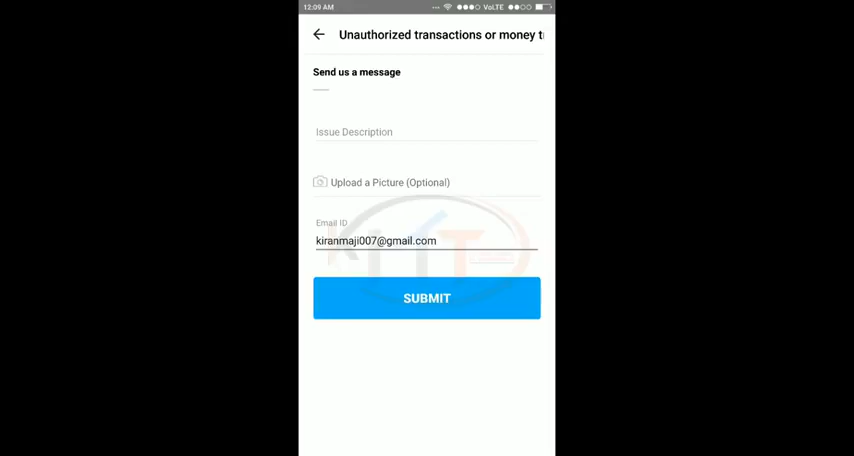 12:09 AM
VoLTE
Unauthorized transactions or money t
Send us a message
Issue Description
Upload a Picture (Optional)
Email ID
kiranmaji007@gmail.com
SUBMIT